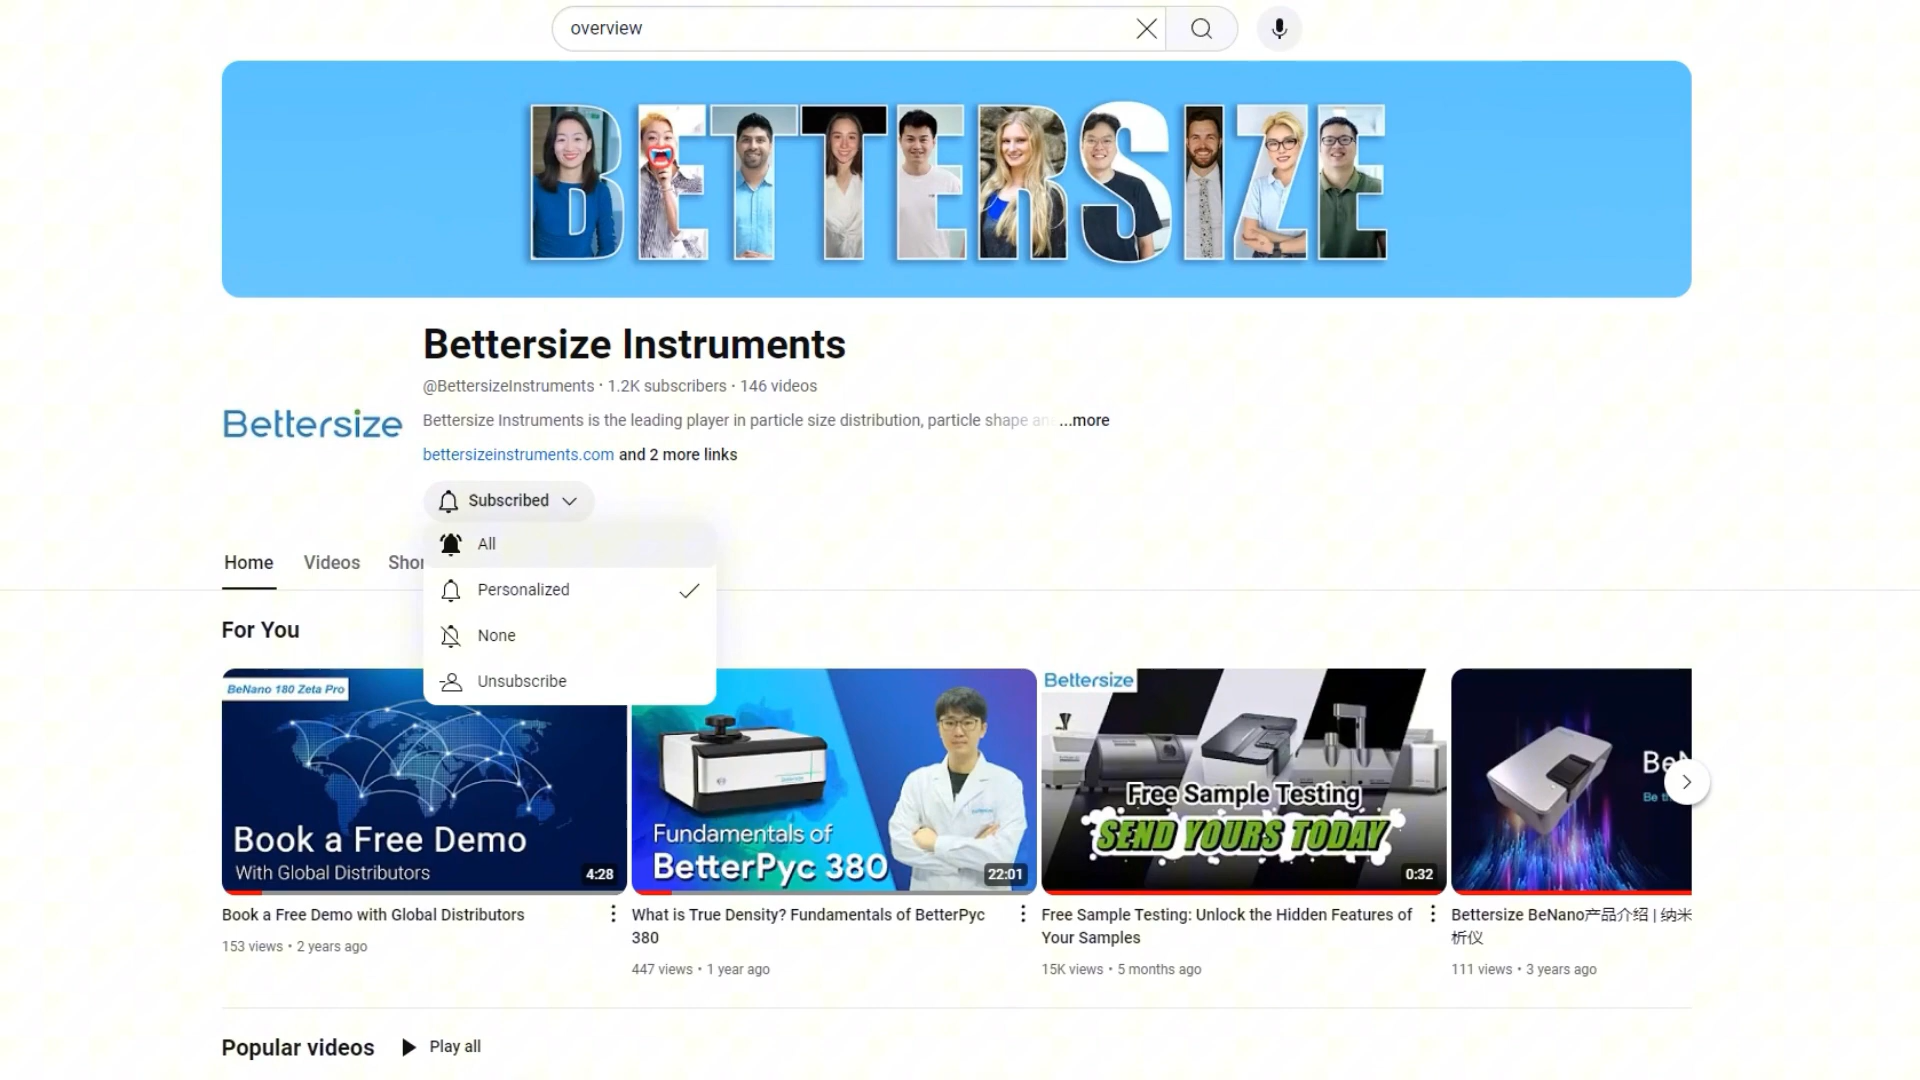 overview
BETTERSIZE
Bettersize Instruments
@BettersizeInstruments · 1.2K subscribers · 146 videos
Bettersize
Bettersize Instruments is the leading player in particle size distribution, particle shape an ...more
bettersizeinstruments.com and 2 more links
Subscribed
All
Home Videos Shor
Personalized
None
Unsubscribe
For You
BeNano 180 Zeta Pro
Book a Free Demo
With Global Distributors
4:28
Fundamentals of
BetterPyc 380
22:01
Bettersize
Free Sample Testing
SEND YOURS TODAY
0:32
Book a Free Demo with Global Distributors
153 views · 2 years ago
What is True Density? Fundamentals of BetterPyc
380
447 views · 1 year ago
Free Sample Testing: Unlock the Hidden Features of
Your Samples
15K views · 5 months ago
Bettersize BeNano产品介绍 | 纳米
析仪
111 views · 3 years ago
Popular videos
Play all